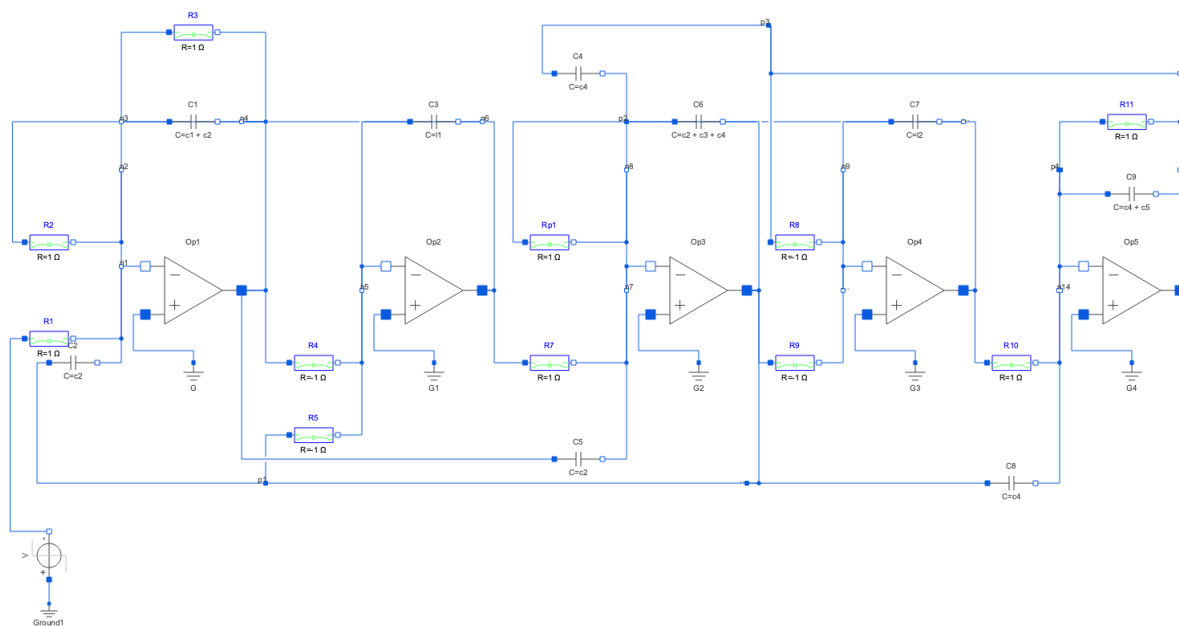 R3
R=1 Ω
p3
C4
C=c4
C1
C=c1 + c2
n3
n4
C3
C=l1
n6
p2
C6
C=c2 + c3 + c4
C7
C=l2
R11
R=1 Ω
n2
n8
n9
p4
C9
C=c4 + c5
R2
R=1 Ω
Op1
Op2
Rp1
R=1 Ω
Op3
R8
R=-1 Ω
Op4
Op5
n1
n5
n7
n14
R1
R=1 Ω
C2
C=c2
G
R4
R=-1 Ω
G1
R7
R=1 Ω
G2
R9
R=-1 Ω
G3
R10
R=1 Ω
G4
R5
R=-1 Ω
C5
C=c2
p1
C8
C=c4
V
-
+
Ground1